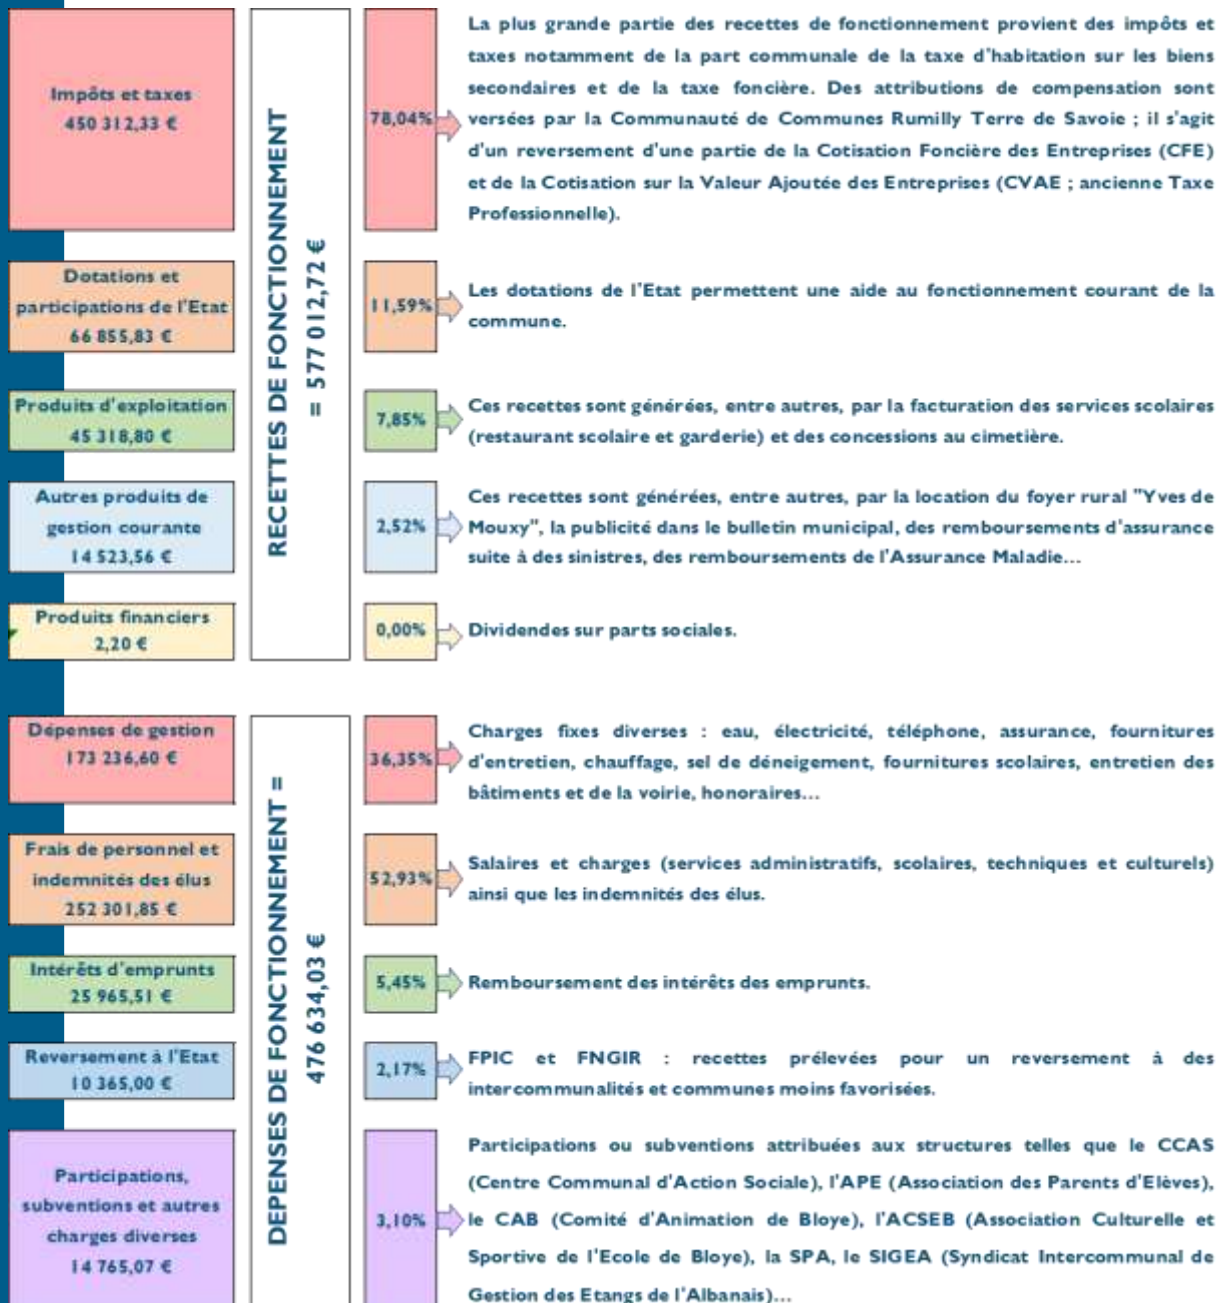 Impôts et taxes
450 312,33 €
RECETTES DE FONCTIONNEMENT
= 577 012,72 €
78,04%
La plus grande partie des recettes de fonctionnement provient des impôts et
taxes notamment de la part communale de la taxe d'habitation sur les biens
secondaires et de la taxe foncière. Des attributions de compensation sont
versées par la Communauté de Communes Rumilly Terre de Savoie ; il s'agit
d'un reversement d'une partie de la Cotisation Foncière des Entreprises (CFE)
et de la Cotisation sur la Valeur Ajoutée des Entreprises (CVAE ; ancienne Taxe
Professionnelle).
Dotations et
participations de l'Etat
66 855,83 €
11,59%
Les dotations de l'Etat permettent une aide au fonctionnement courant de la
commune.
Produits d'exploitation
45 318,80 €
7,85%
Ces recettes sont générées, entre autres, par la facturation des services scolaires
(restaurant scolaire et garderie) et des concessions au cimetière.
Autres produits de
gestion courante
14 523,56 €
2,52%
Ces recettes sont générées, entre autres, par la location du foyer rural "Yves de
Mouxy", la publicité dans le bulletin municipal, des remboursements d'assurance
suite à des sinistres, des remboursements de l'Assurance Maladie...
Produits financiers
2,20 €
0,00%
Dividendes sur parts sociales.
Dépenses de gestion
173 236,60 €
DEPENSES DE FONCTIONNEMENT =
476 634,03 €
36,35%
Charges fixes diverses : eau, électricité, téléphone, assurance, fournitures
d'entretien, chauffage, sel de déneigement, fournitures scolaires, entretien des
bâtiments et de la voirie, honoraires...
Frais de personnel et
indemnités des élus
252 301,85 €
52,93%
Salaires et charges (services administratifs, scolaires, techniques et culturels)
ainsi que les indemnités des élus.
Intérêts d'emprunts
25 965,51 €
5,45%
Remboursement des intérêts des emprunts.
Reversement à l'Etat
10 365,00 €
2,17%
FPIC et FNGIR : recettes prélevées pour un reversement à des
intercommunalités et communes moins favorisées.
Participations,
subventions et autres
charges diverses
14 765,07 €
3,10%
Participations ou subventions attribuées aux structures telles que le CCAS
(Centre Communal d'Action Sociale), l'APE (Association des Parents d'Elèves),
le CAB (Comité d'Animation de Bloye), l'ACSEB (Association Culturelle et
Sportive de l'Ecole de Bloye), la SPA, le SIGEA (Syndicat Intercommunal de
Gestion des Etangs de l'Albanais)...